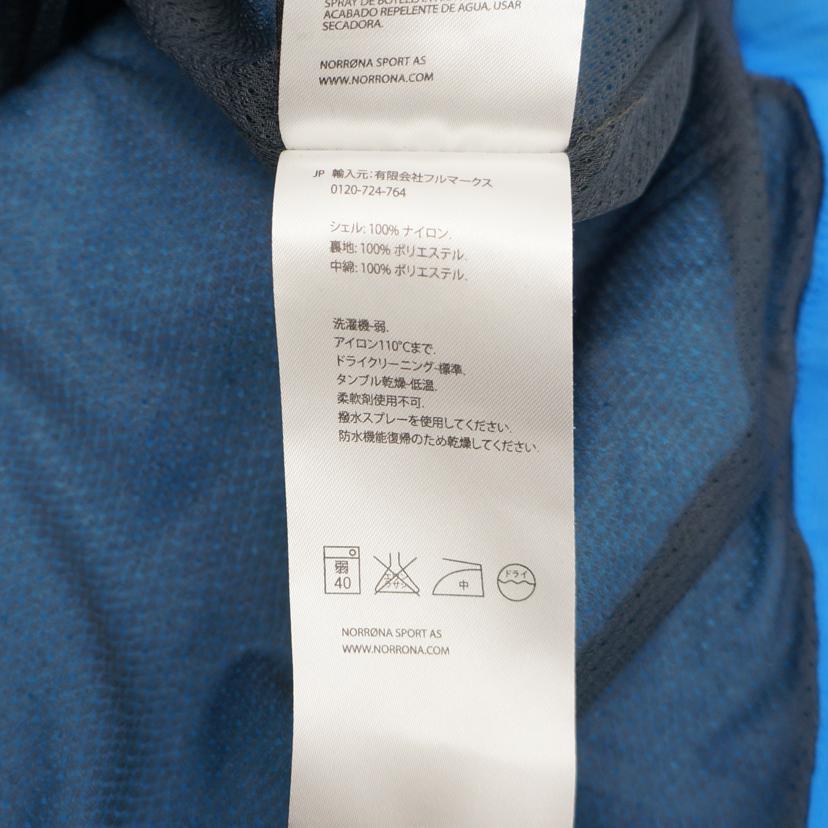 ACABADO REPELENTE DE AGUA, USAR
SECADORA.
NORRØNA SPORT AS
WWW.NORRONA.COM
JP 輸入元：有限会社フルマークス
0120-724-764
シェル: 100% ナイロン.
裏地: 100% ポリエステル.
中綿: 100% ポリエステル.
洗濯機-弱.
アイロン110°Cまで.
ドライクリーニング-標準.
タンブル乾燥-低温.
柔軟剤使用不可.
撥水スプレーを使用してください.
防水機能復帰のため乾燥してください.
弱
40
エンソ
サラシ
中
ドライ
NORRØNA SPORT AS
WWW.NORRONA.COM